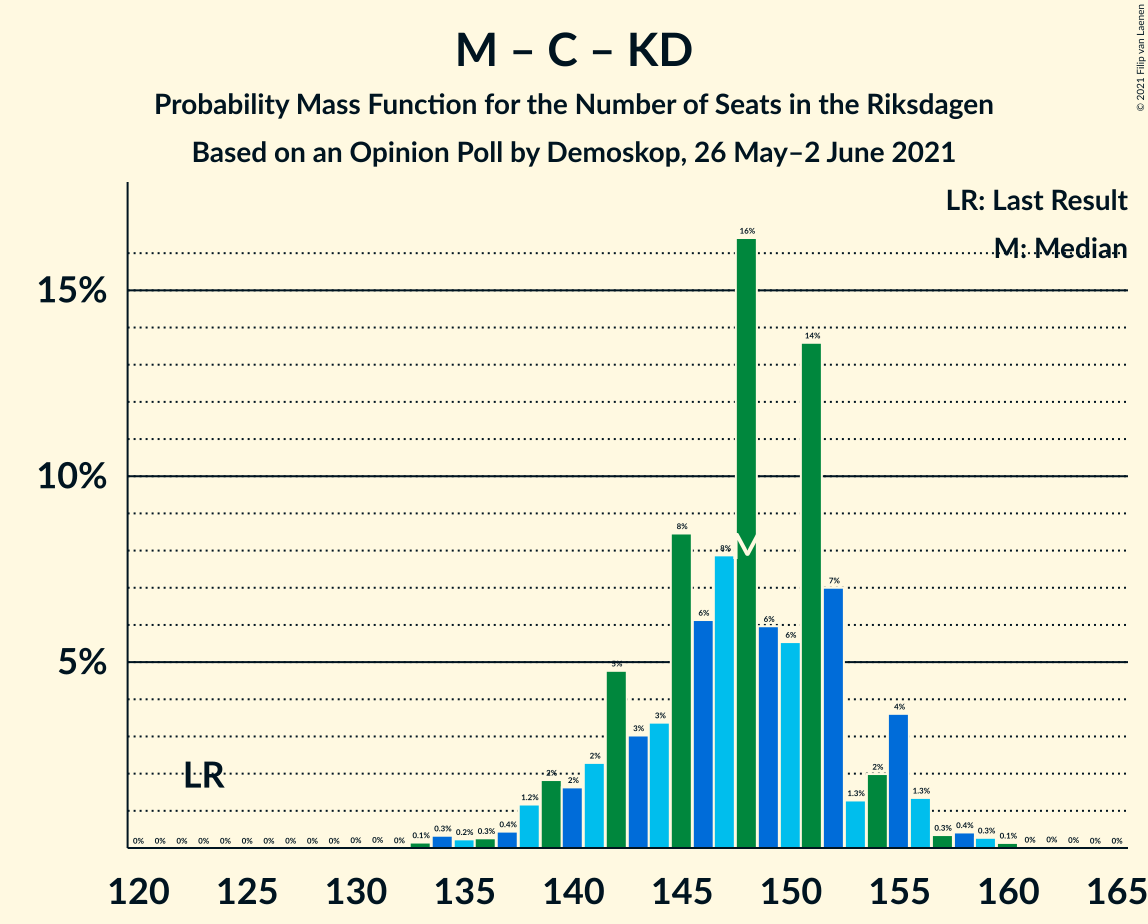 M – C – KD
Probability Mass Function for the Number of Seats in the Riksdagen
Based on an Opinion Poll by Demoskop, 26 May–2 June 2021
© 2021 Filip van Laenen
LR: Last Result
M: Median
15%
10%
5%
LR
M
0% 0% 0% 0% 0% 0% 0% 0% 0% 0% 0% 0% 0% 0.1% 0.3% 0.2% 0.3% 0.4% 1.2% 2% 2% 2% 5% 3% 3% 8% 6% 8% 16% 6% 6% 14% 7% 1.3% 2% 4% 1.3% 0.3% 0.4% 0.3% 0.1% 0% 0% 0% 0% 0%
120 125 130 135 140 145 150 155 160 165